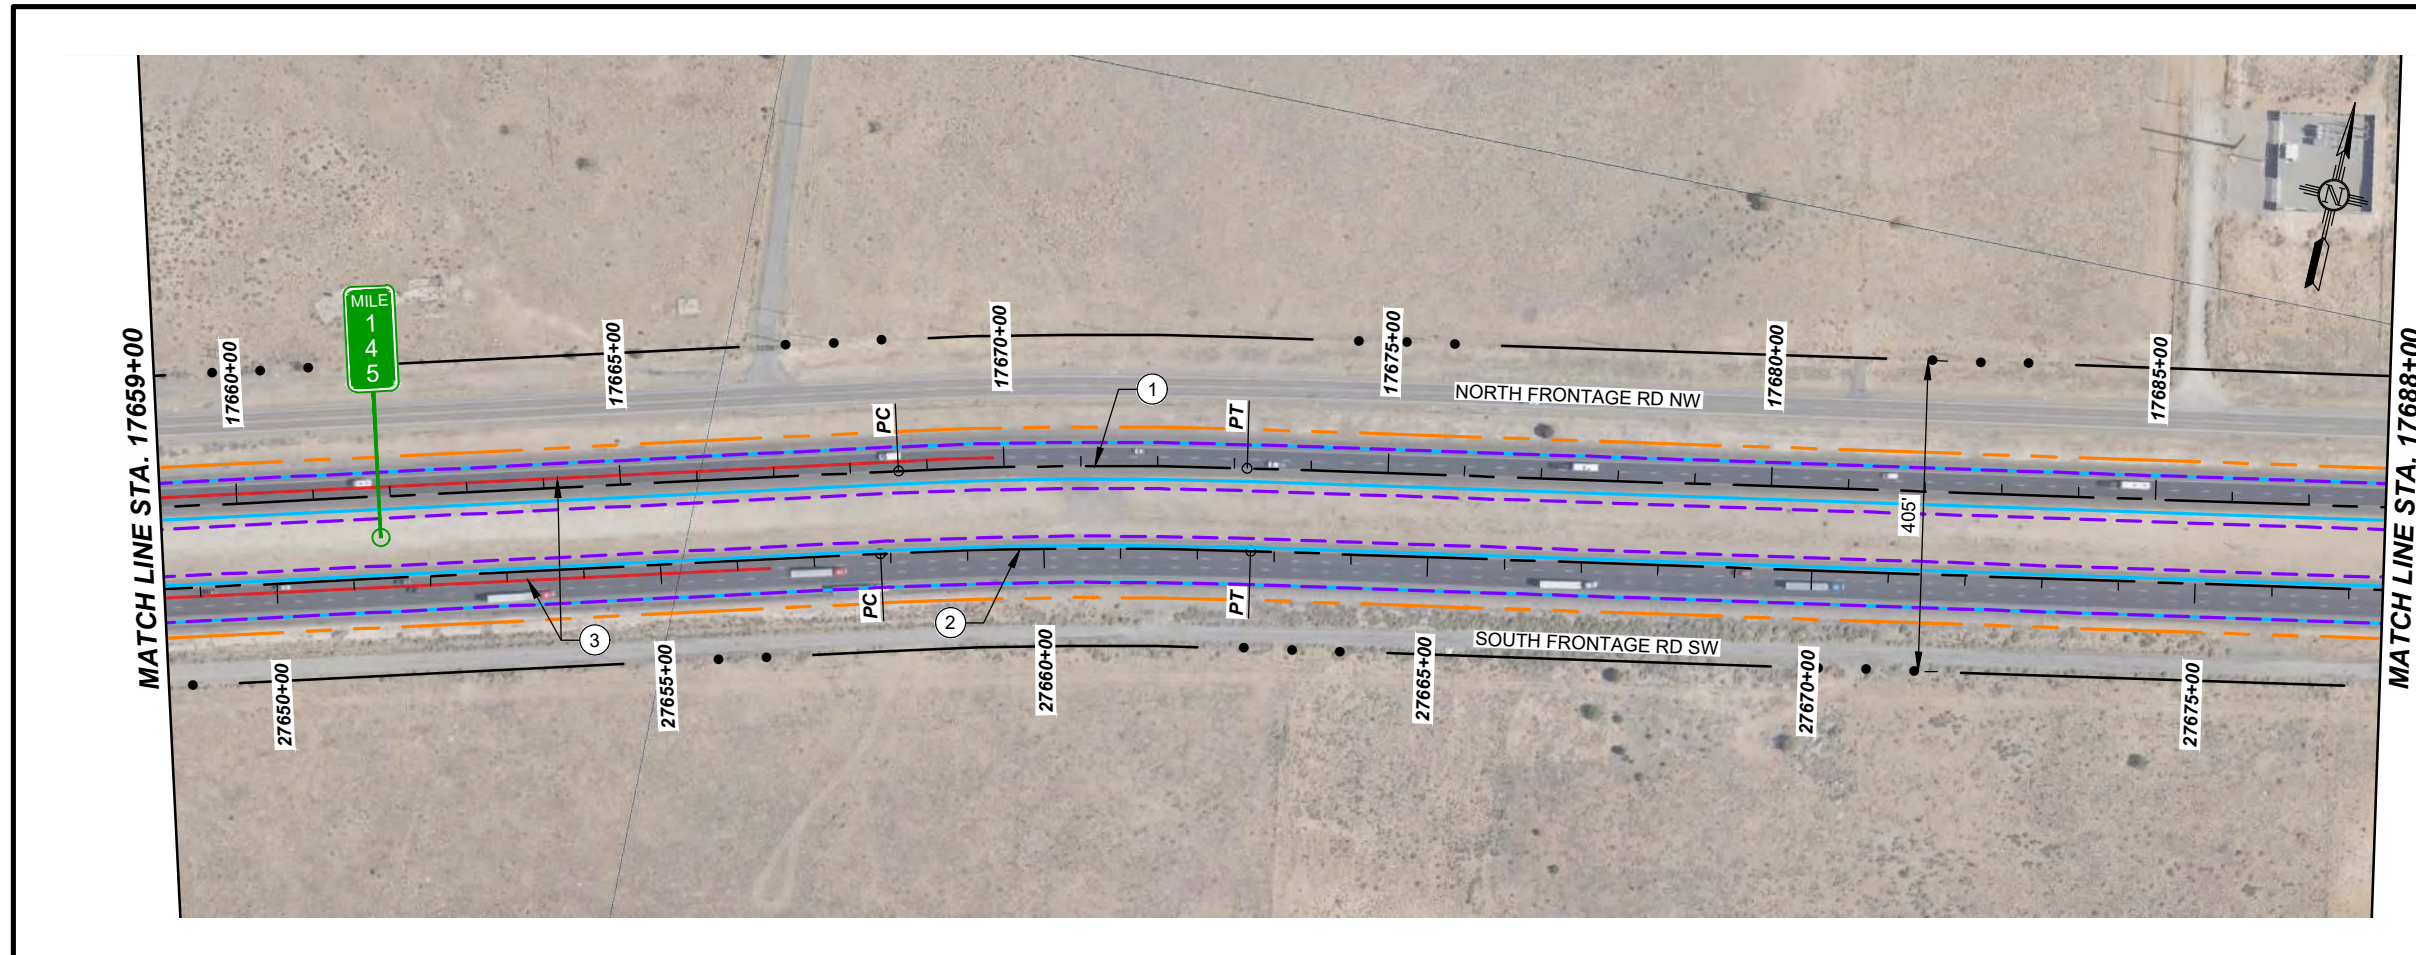 MATCH LINE STA. 17659+00
17660+00
MILE
1
4
5
17665+00
17670+00
17675+00
17680+00
17685+00
NORTH FRONTAGE RD NW
PC
1
PT
N
405'
PC
2
PT
3
SOUTH FRONTAGE RD SW
27650+00
27655+00
27660+00
27665+00
27670+00
27675+00
MATCH LINE STA. 17688+00